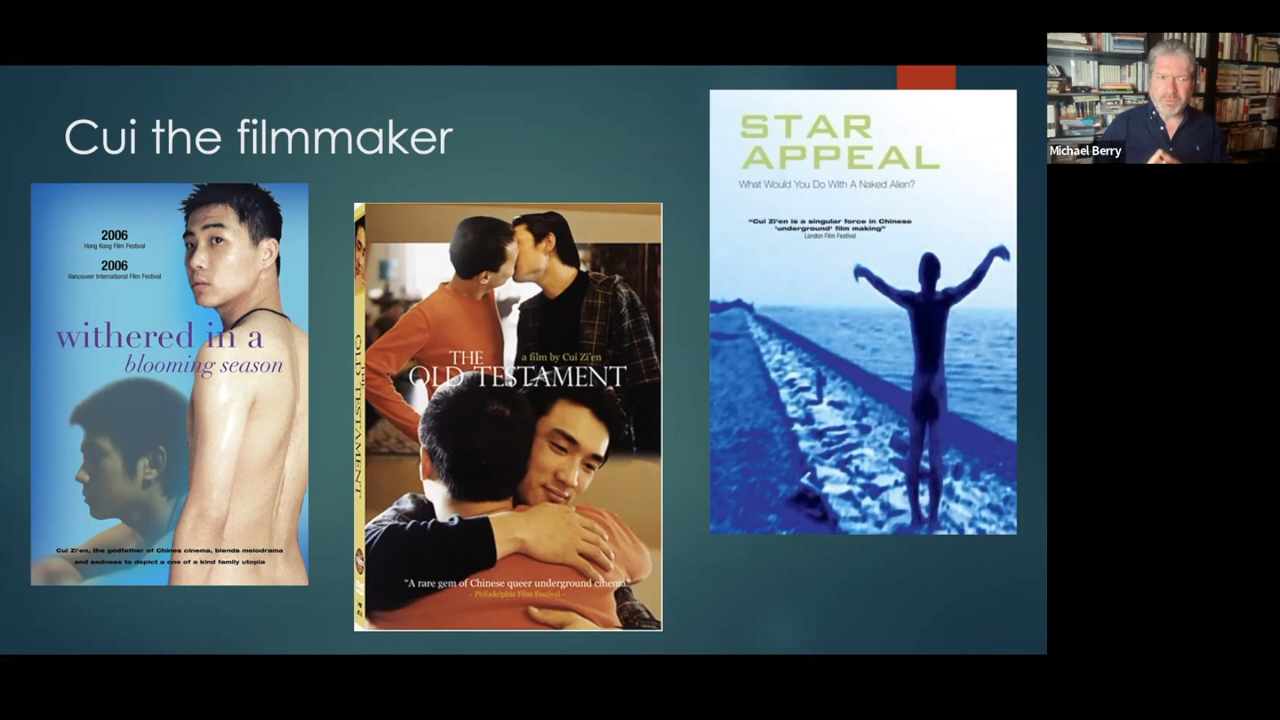 Cui the filmmaker
2006
Hong Kong Film Festival
2006
Vancouver International Film Festival
withered in a
blooming season
Cui Zi'en, the godfather of Chines cinema, blends melodrama
and sadness to depict a one of a kind family utopia
OLD TESTAMENT
THE
a film by Cui Zi'en
OLD TESTAMENT
"A rare gem of Chinese queer underground cinema"
- Philadelphia Film Festival -
STAR
APPEAL
What Would You Do With A Naked Alien?
"Cui Zi'en is a singular force in Chinese
'underground' film making"
London Film Festival
Michael Berry